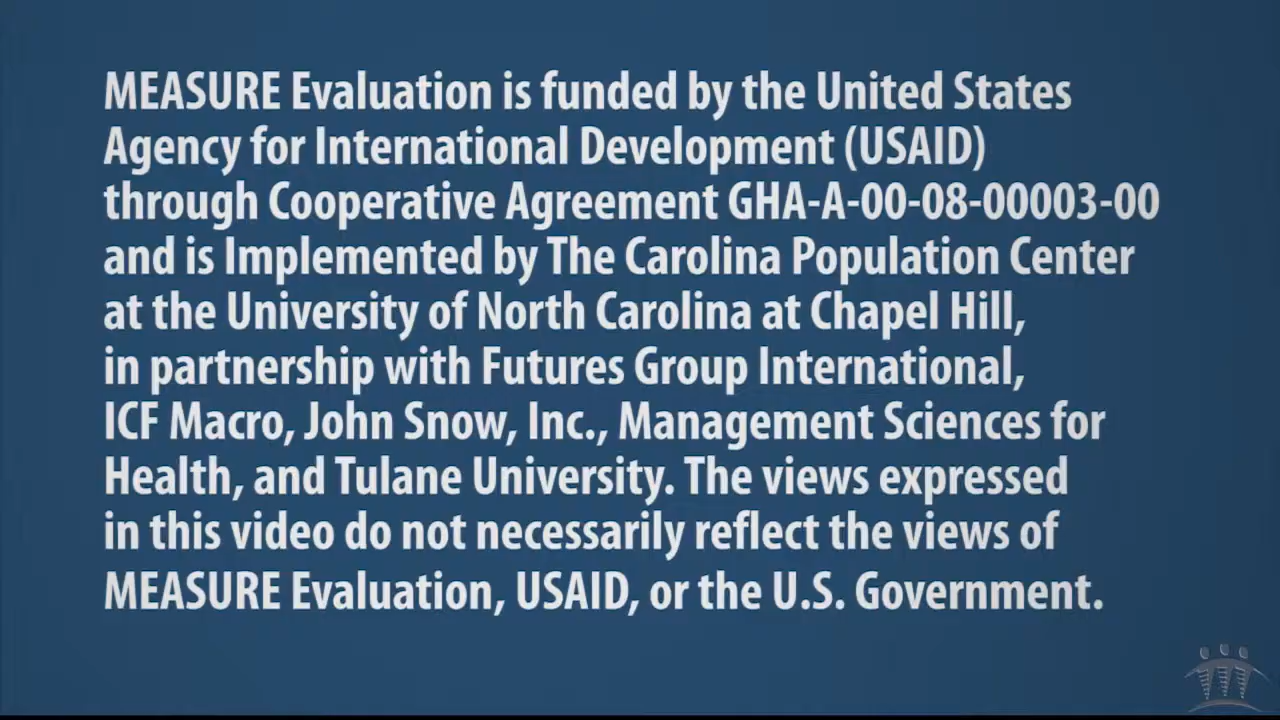 MEASURE Evaluation is funded by the United States
Agency for International Development (USAID)
through Cooperative Agreement GHA-A-00-08-00003-00
and is Implemented by The Carolina Population Center
at the University of North Carolina at Chapel Hill,
in partnership with Futures Group International,
ICF Macro, John Snow, Inc., Management Sciences for
Health, and Tulane University. The views expressed
in this video do not necessarily reflect the views of
MEASURE Evaluation, USAID, or the U.S. Government.